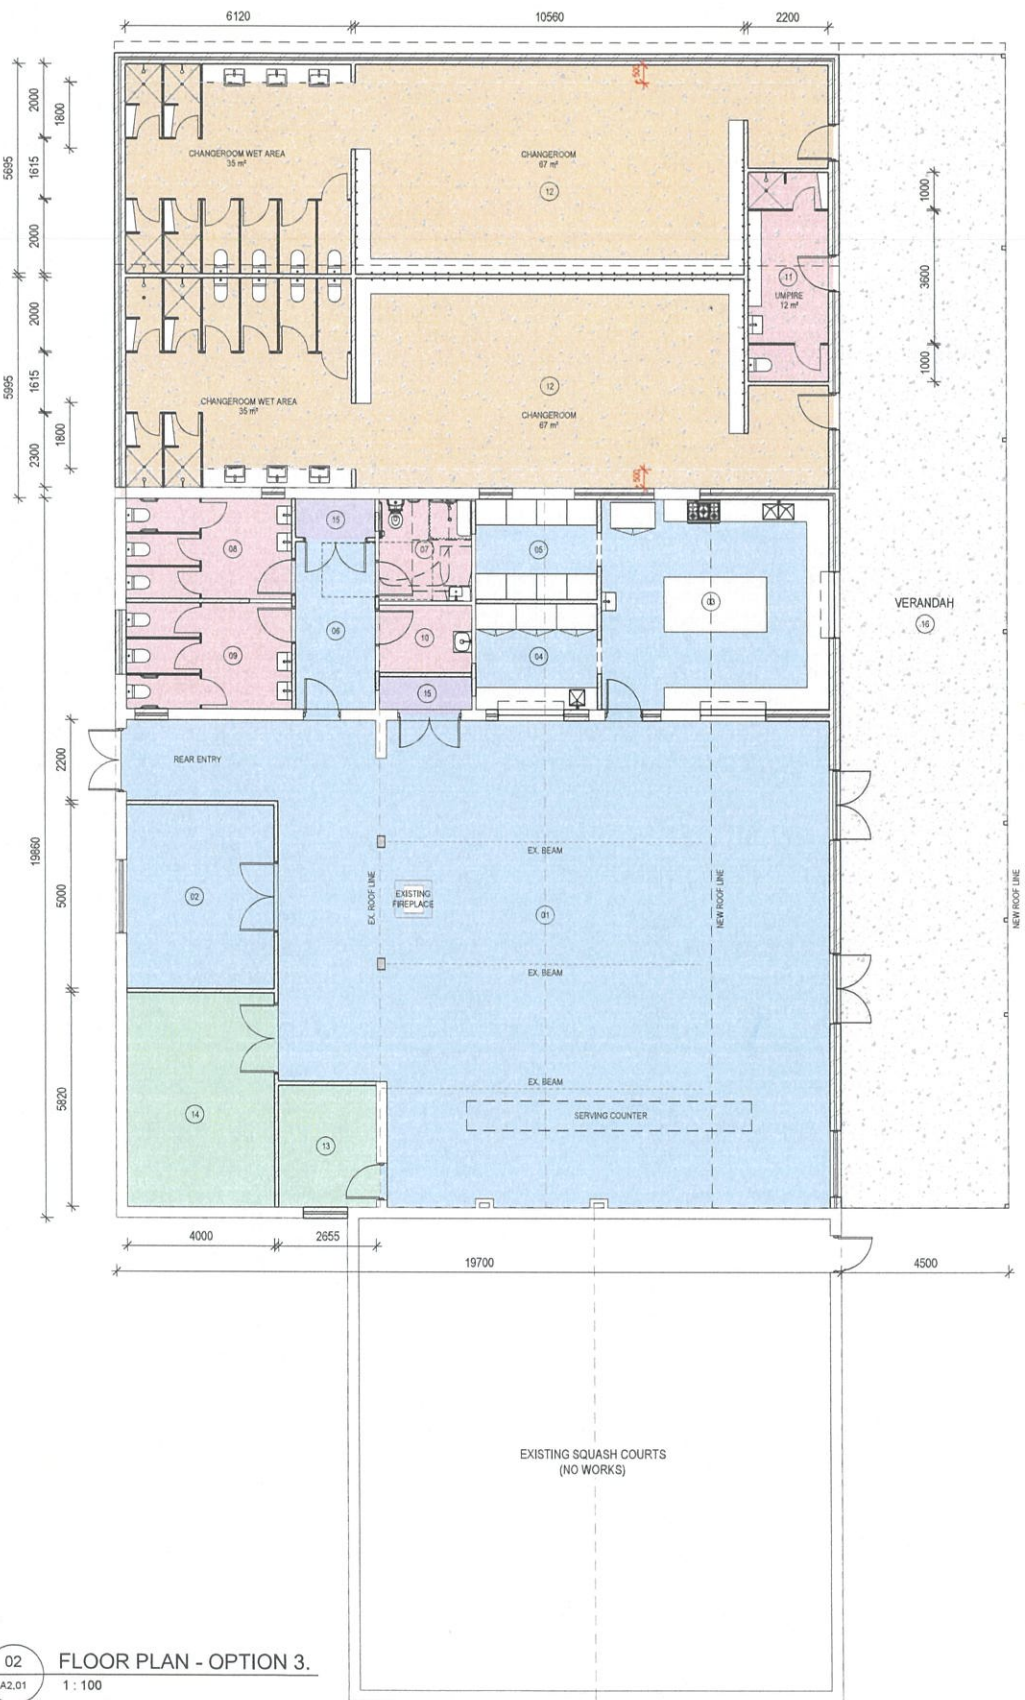 6120
10560
2200
2000
1800
5695
1615
2000
500
CHANGEROOM WET AREA
35 m²
CHANGEROOM
67 m²
12
1000
11
UMPIRE
12 m²
3600
1000
2000
5995
1615
1800
2300
CHANGEROOM WET AREA
35 m²
12
CHANGEROOM
67 m²
500
08
15
07
05
03
VERANDAH
16
09
06
10
04
15
REAR ENTRY
2200
19860
5000
02
EX. BEAM
EX. ROOF LINE
EXISTING
FIREPLACE
01
NEW ROOF LINE
NEW ROOF LINE
EX. BEAM
EX. BEAM
5820
14
13
SERVING COUNTER
4000
2655
19700
4500
EXISTING SQUASH COURTS
(NO WORKS)
02
A2.01
FLOOR PLAN - OPTION 3.
1 : 100